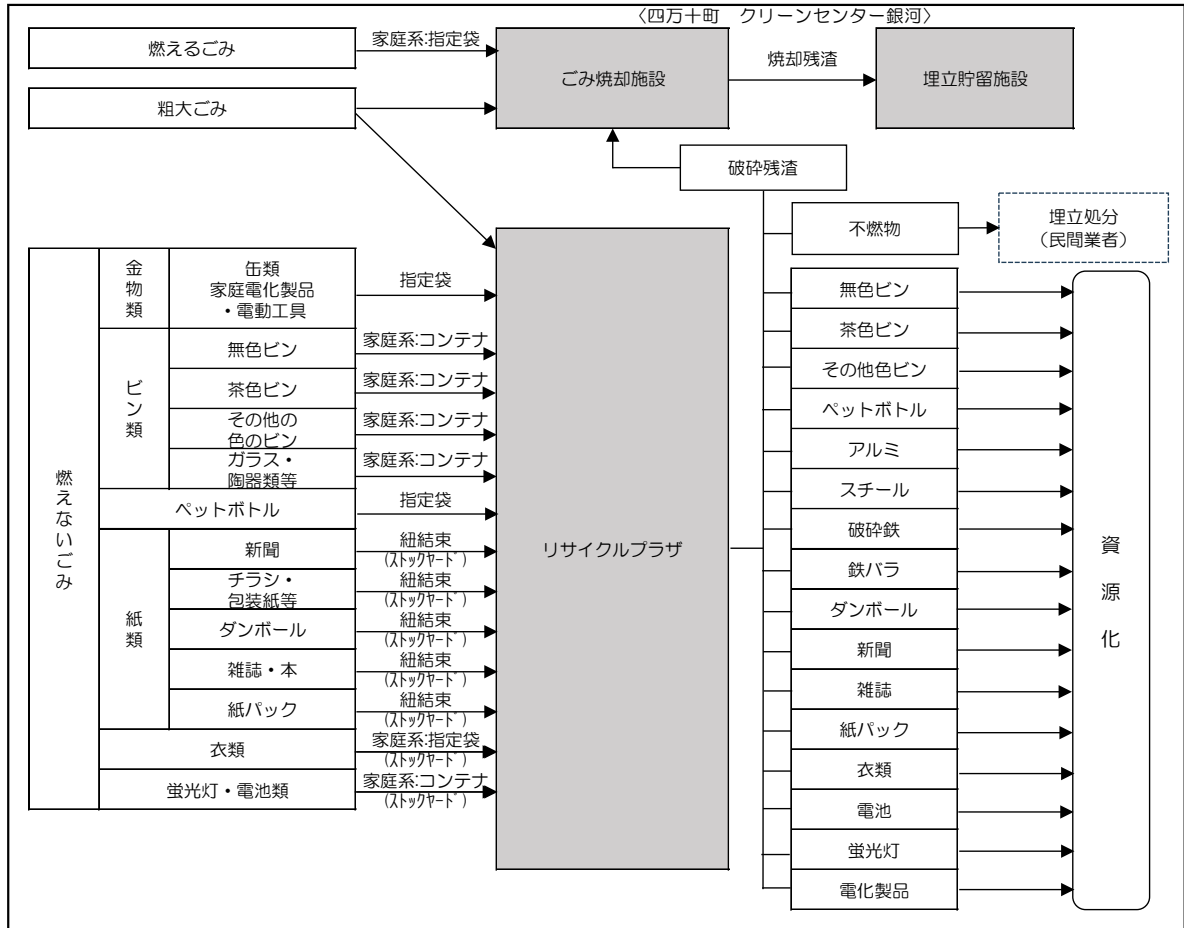 〈四万十町　クリーンセンター銀河〉
燃えるごみ
家庭系:指定袋
ごみ焼却施設
焼却残渣
埋立貯留施設
粗大ごみ
破砕残渣
不燃物
埋立処分
（民間業者）
燃えないごみ
金物類
缶類
家庭電化製品
・電動工具
指定袋
ビン類
無色ビン
家庭系:コンテナ
茶色ビン
家庭系:コンテナ
その他の
色のビン
家庭系:コンテナ
ガラス・
陶器類等
家庭系:コンテナ
ペットボトル
指定袋
紙類
新聞
紐結束
(ｽﾄｯｸﾔｰﾄﾞ)
チラシ・
包装紙等
紐結束
(ｽﾄｯｸﾔｰﾄﾞ)
ダンボール
紐結束
(ｽﾄｯｸﾔｰﾄﾞ)
雑誌・本
紐結束
(ｽﾄｯｸﾔｰﾄﾞ)
紙パック
紐結束
(ｽﾄｯｸﾔｰﾄﾞ)
衣類
家庭系:指定袋
(ｽﾄｯｸﾔｰﾄﾞ)
蛍光灯・電池類
家庭系:コンテナ
(ｽﾄｯｸﾔｰﾄﾞ)
リサイクルプラザ
無色ビン
茶色ビン
その他色ビン
ペットボトル
アルミ
スチール
破砕鉄
鉄バラ
ダンボール
新聞
雑誌
紙パック
衣類
電池
蛍光灯
電化製品
資源化